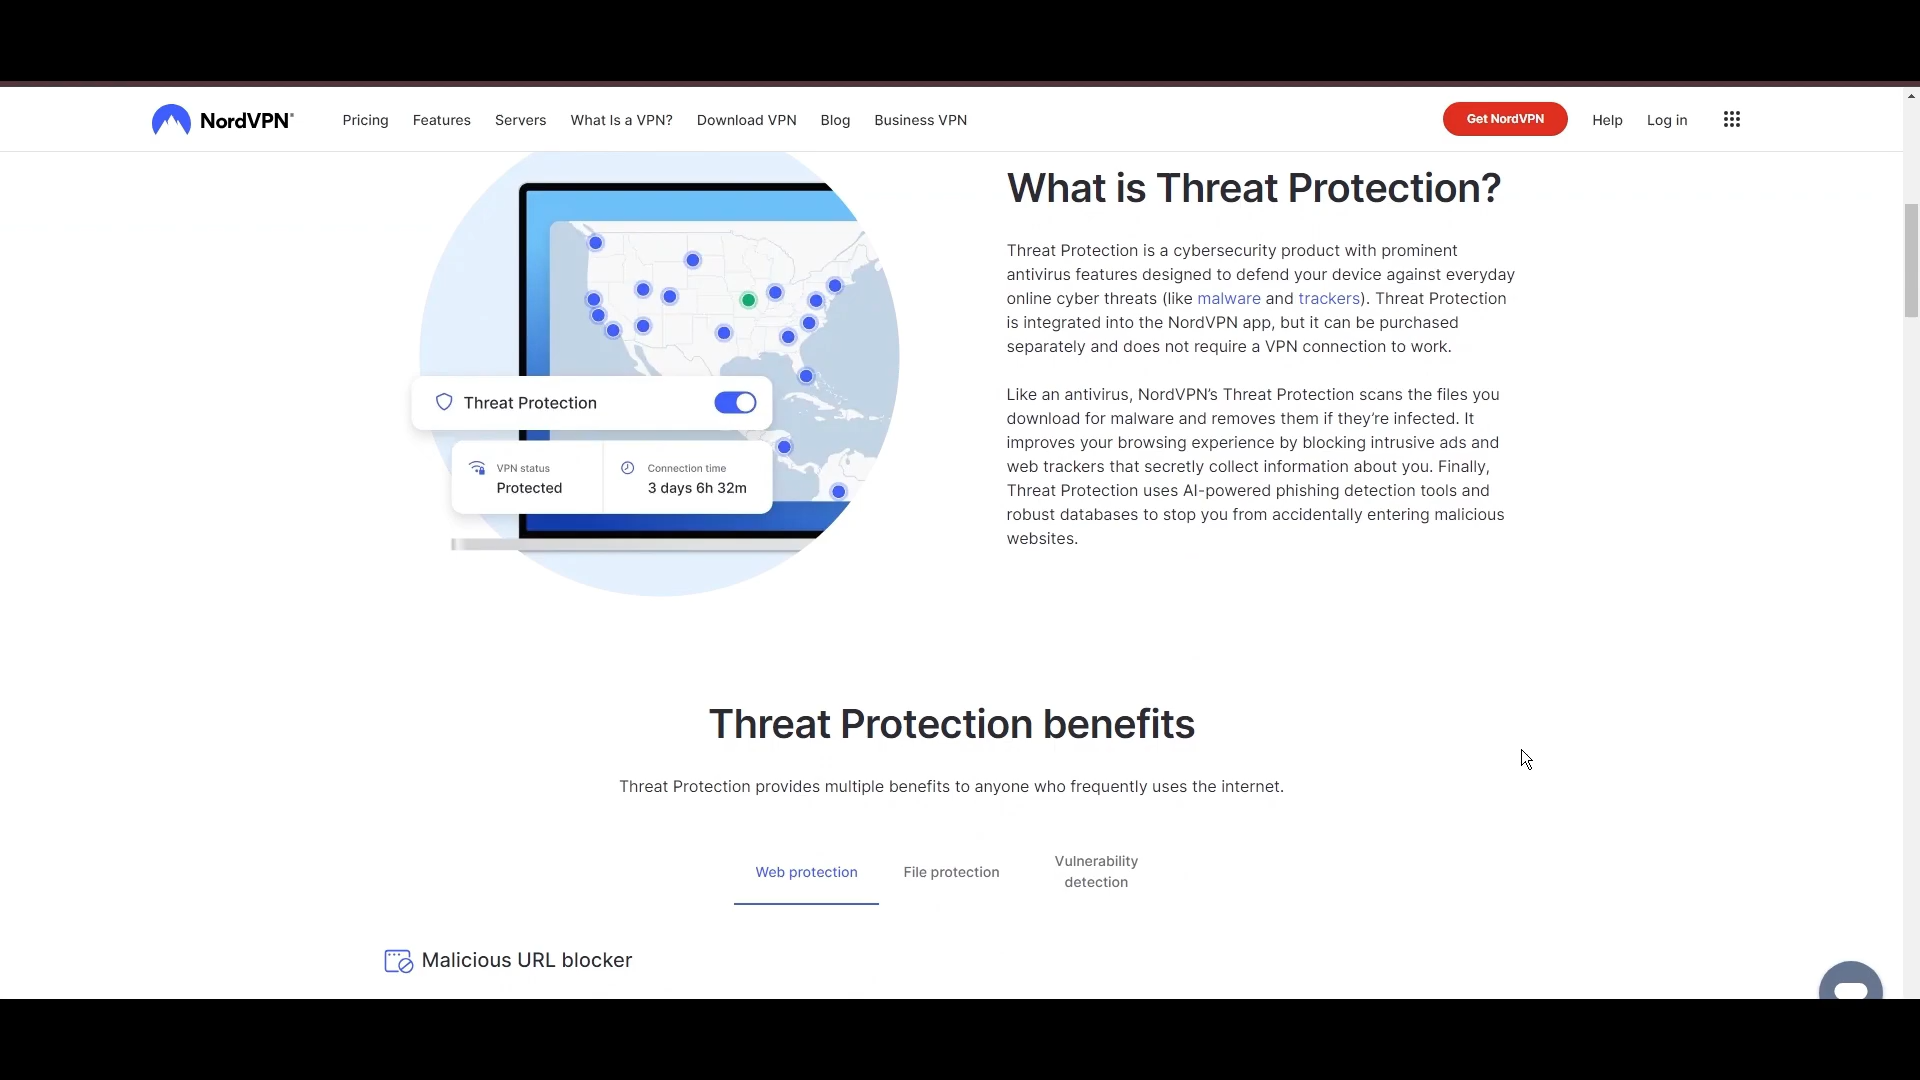 NordVPN®
Pricing
Features
Servers
What Is a VPN?
Download VPN
Blog
Business VPN
Get NordVPN
Help
Log in
Threat Protection
VPN status
Protected
Connection time
3 days 6h 32m
What is Threat Protection?
Threat Protection is a cybersecurity product with prominent
antivirus features designed to defend your device against everyday
online cyber threats (like malware and trackers). Threat Protection
is integrated into the NordVPN app, but it can be purchased
separately and does not require a VPN connection to work.
Like an antivirus, NordVPN’s Threat Protection scans the files you
download for malware and removes them if they’re infected. It
improves your browsing experience by blocking intrusive ads and
web trackers that secretly collect information about you. Finally,
Threat Protection uses AI-powered phishing detection tools and
robust databases to stop you from accidentally entering malicious
websites.
Threat Protection benefits
Threat Protection provides multiple benefits to anyone who frequently uses the internet.
Web protection
File protection
Vulnerability
detection
Malicious URL blocker